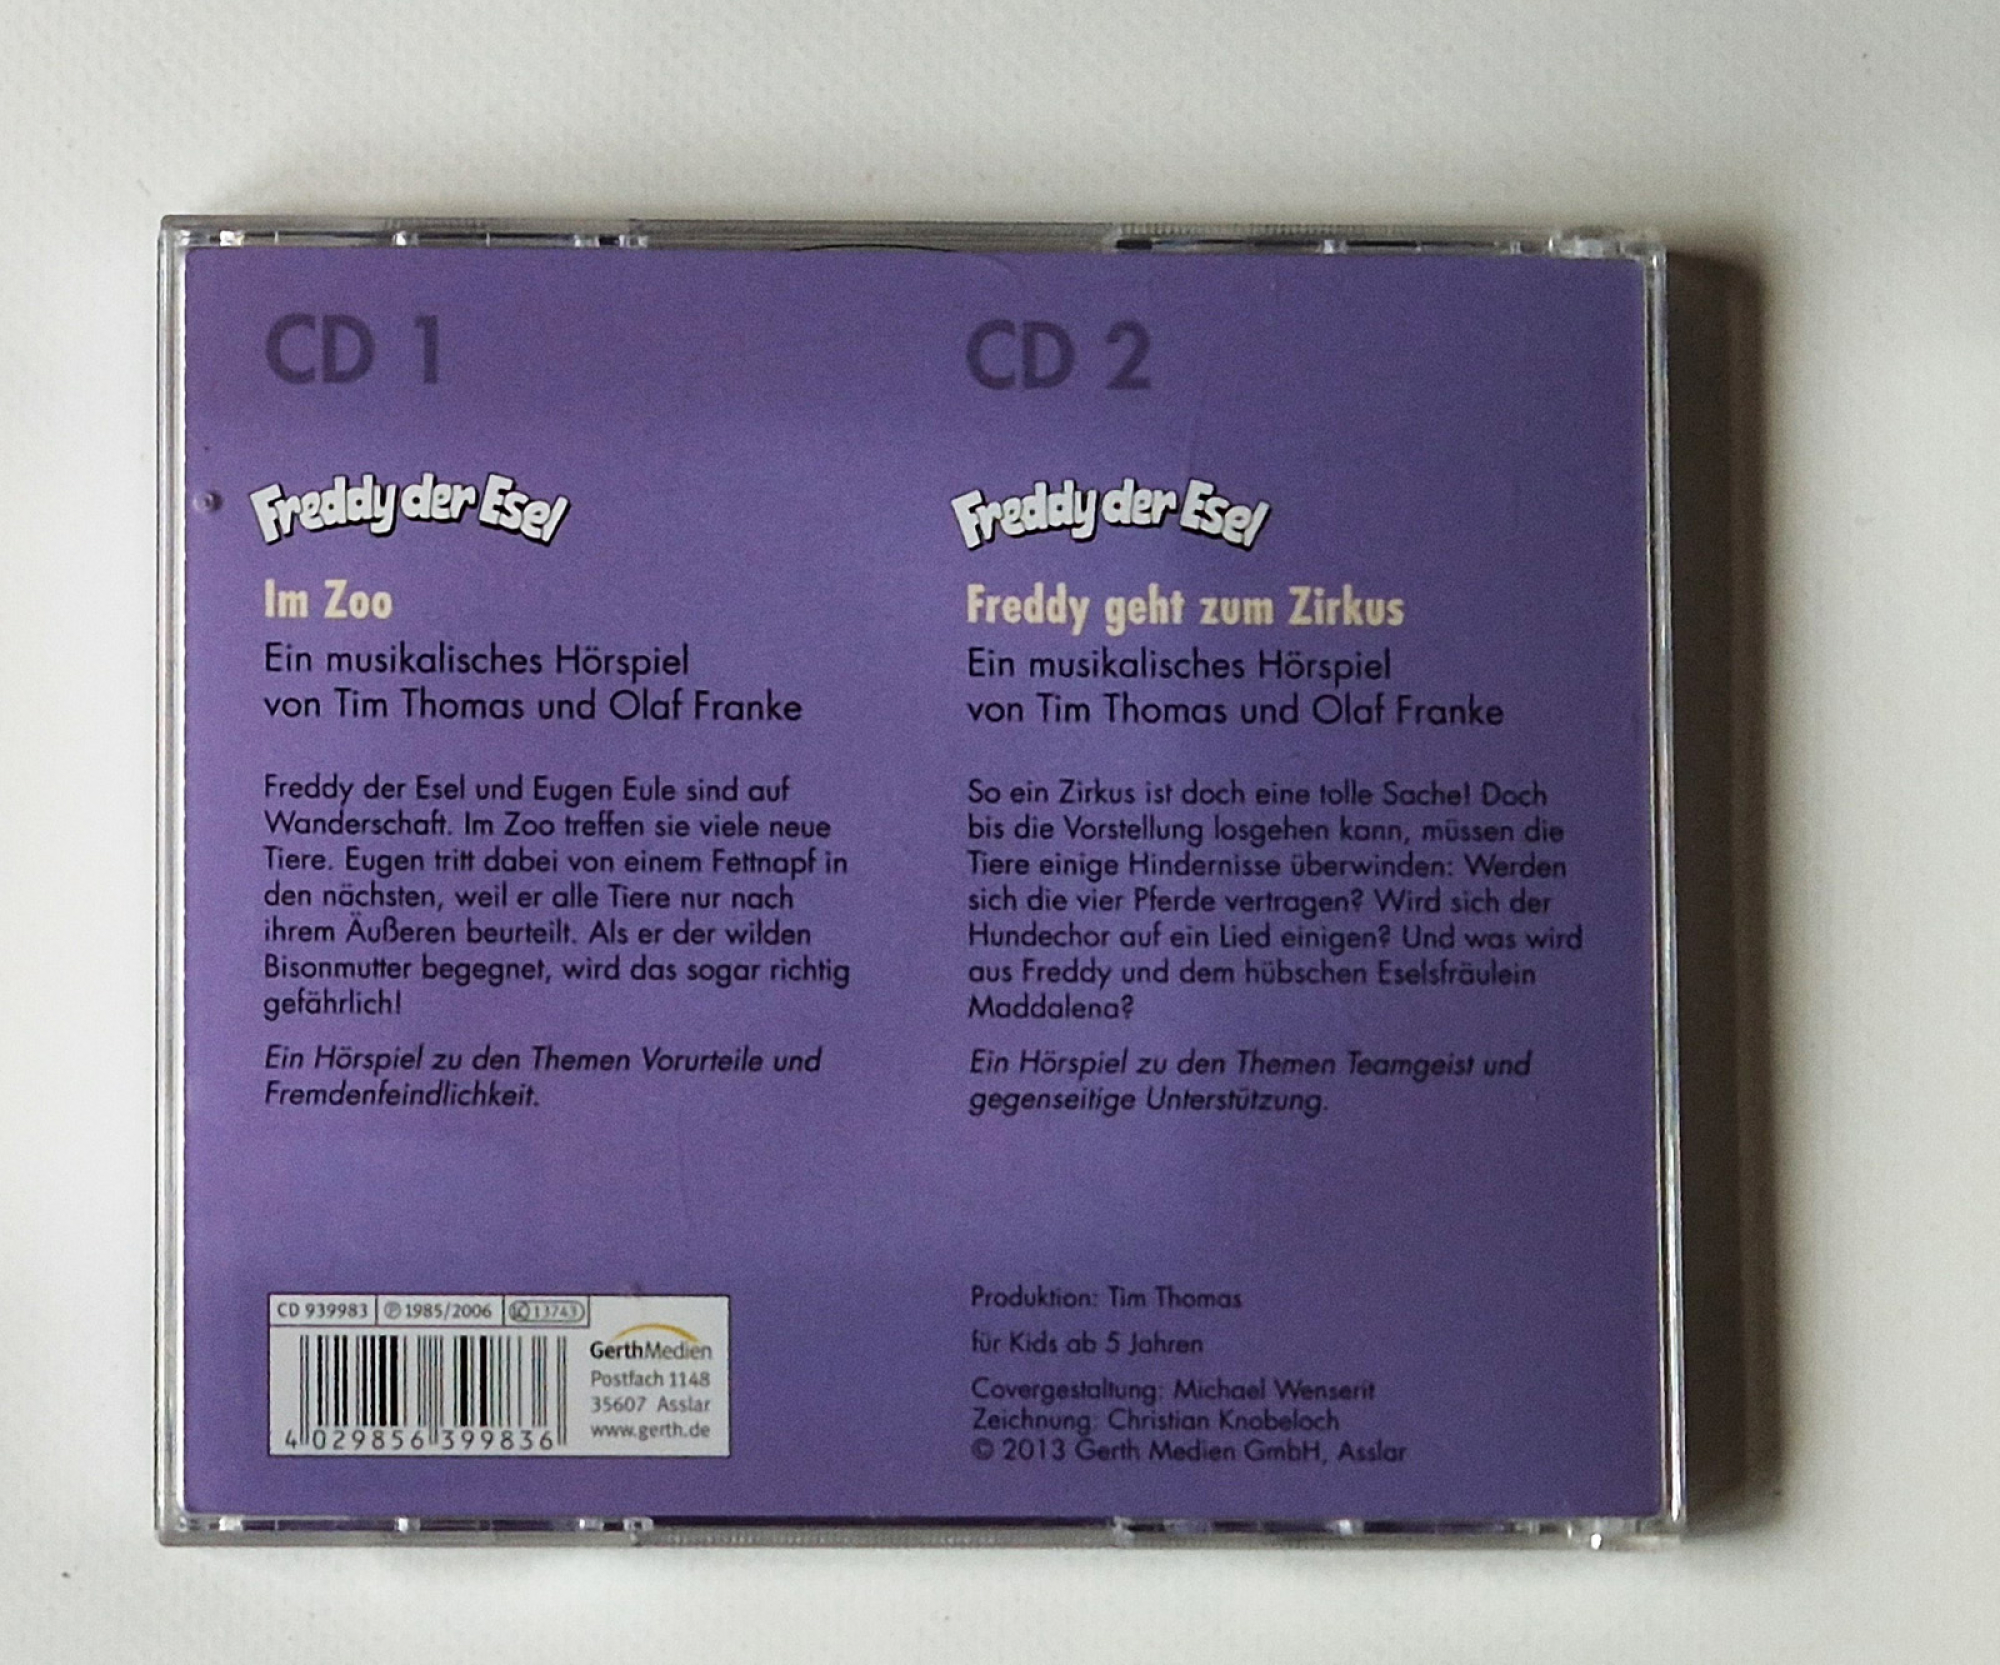 CD 1
Freddy der Esel
Im Zoo
Ein musikalisches Hörspiel
von Tim Thomas und Olaf Franke
Freddy der Esel und Eugen Eule sind auf
Wanderschaft. Im Zoo treffen sie viele neue
Tiere. Eugen tritt dabei von einem Fettnapf in
den nächsten, weil er alle Tiere nur nach
ihrem Äußeren beurteilt. Als er der wilden
Bisonmutter begegnet, wird das sogar richtig
gefährlich!
Ein Hörspiel zu den Themen Vorurteile und
Fremdenfeindlichkeit.
CD 939983 ℗ 1985/2006 LC 13743
GerthMedien
Postfach 1148
35607 Asslar
www.gerth.de
4 029856 399836
CD 2
Freddy der Esel
Freddy geht zum Zirkus
Ein musikalisches Hörspiel
von Tim Thomas und Olaf Franke
So ein Zirkus ist doch eine tolle Sache! Doch
bis die Vorstellung losgehen kann, müssen die
Tiere einige Hindernisse überwinden: Werden
sich die vier Pferde vertragen? Wird sich der
Hundechor auf ein Lied einigen? Und was wird
aus Freddy und dem hübschen Eselsfräulein
Maddalena?
Ein Hörspiel zu den Themen Teamgeist und
gegenseitige Unterstützung.
Produktion: Tim Thomas
für Kids ab 5 Jahren
Covergestaltung: Michael Wenserit
Zeichnung: Christian Knobeloch
© 2013 Gerth Medien GmbH, Asslar